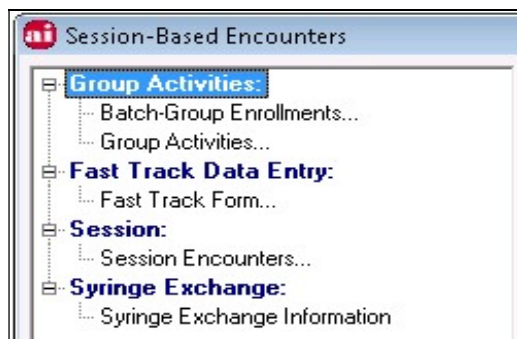 ai Session-Based Encounters
Group Activities:
Batch-Group Enrollments...
Group Activities...
Fast Track Data Entry:
Fast Track Form...
Session:
Session Encounters...
Syringe Exchange:
Syringe Exchange Information